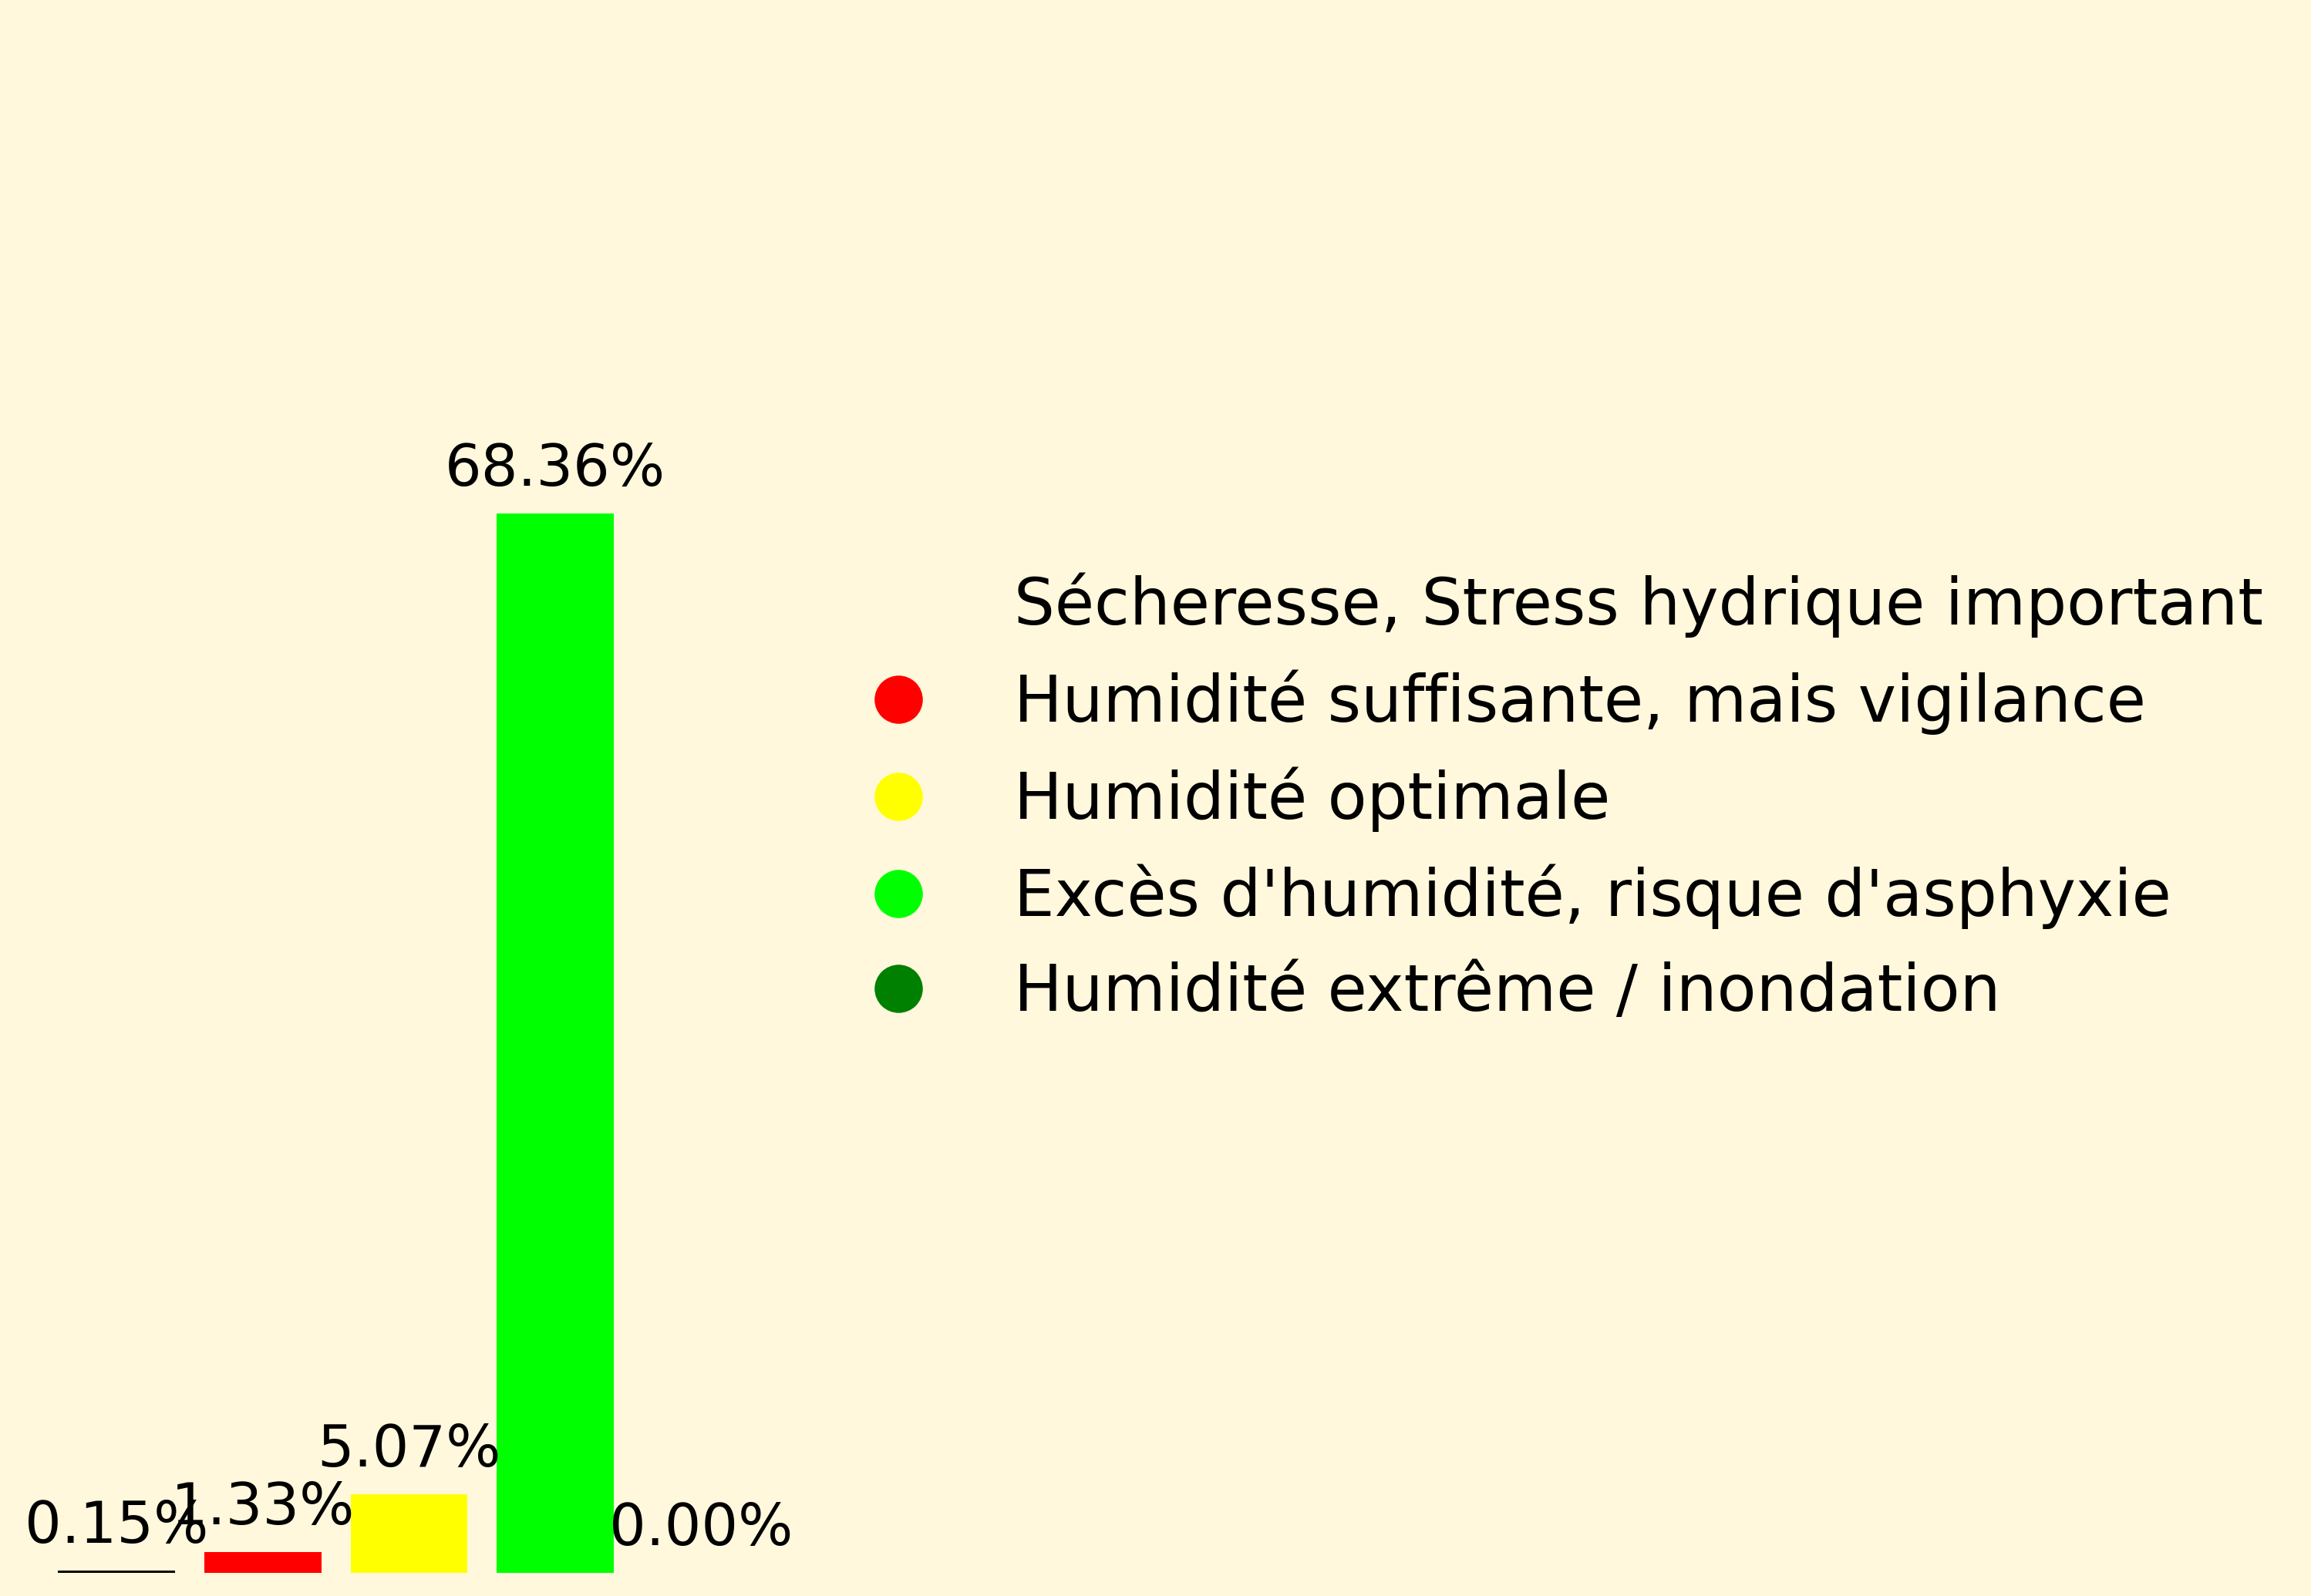 68.36%
Sécheresse, Stress hydrique important
Humidité suffisante, mais vigilance
Humidité optimale
Excès d'humidité, risque d'asphyxie
Humidité extrême / inondation
5.07%
1.33%
0.15%
0.00%